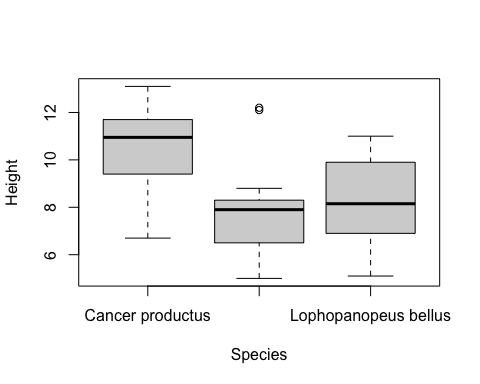 Height
12
10
8
6
Cancer productus
Lophopanopeus bellus
Species